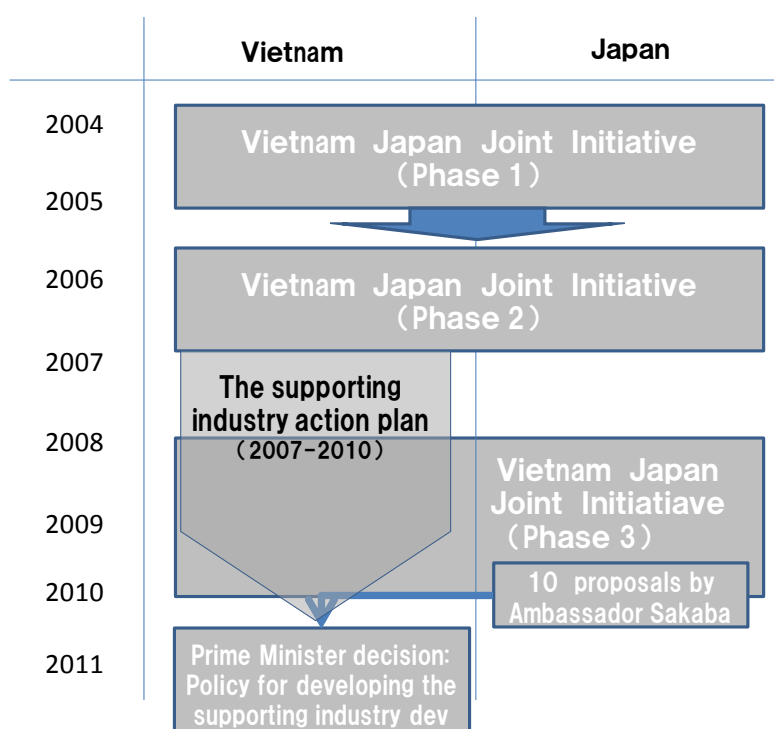 Vietnam
Japan
2004
Vietnam Japan Joint Initiative
（Phase 1）
2005
2006
Vietnam Japan Joint Initiative
（Phase 2）
2007
The supporting
industry action plan
（2007-2010）
2008
Vietnam Japan
Joint Initiatiave
（Phase 3）
2009
2010
10 proposals by
Ambassador Sakaba
2011
Prime Minister decision:
Policy for developing the
supporting industry dev